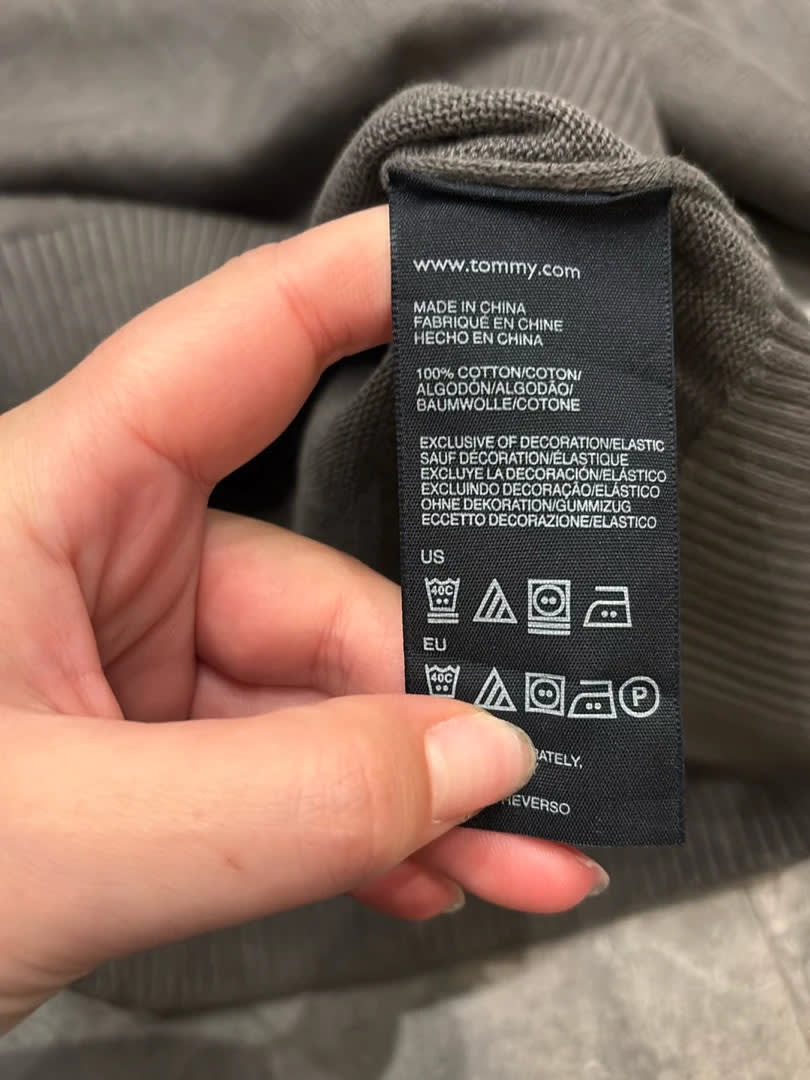 www.tommy.com
MADE IN CHINA
FABRIQUÉ EN CHINE
HECHO EN CHINA
100% COTTON/COTON/
ALGODÓN/ALGODÃO/
BAUMWOLLE/COTONE
EXCLUSIVE OF DECORATION/ELASTIC
SAUF DÉCORATION/ÉLASTIQUE
EXCLUYE LA DECORACIÓN/ELÁSTICO
EXCLUINDO DECORAÇÃO/ELÁSTICO
OHNE DEKORATION/GUMMIZUG
ECCETTO DECORAZIONE/ELASTICO
US
40C
EU
40C P
REVERSO